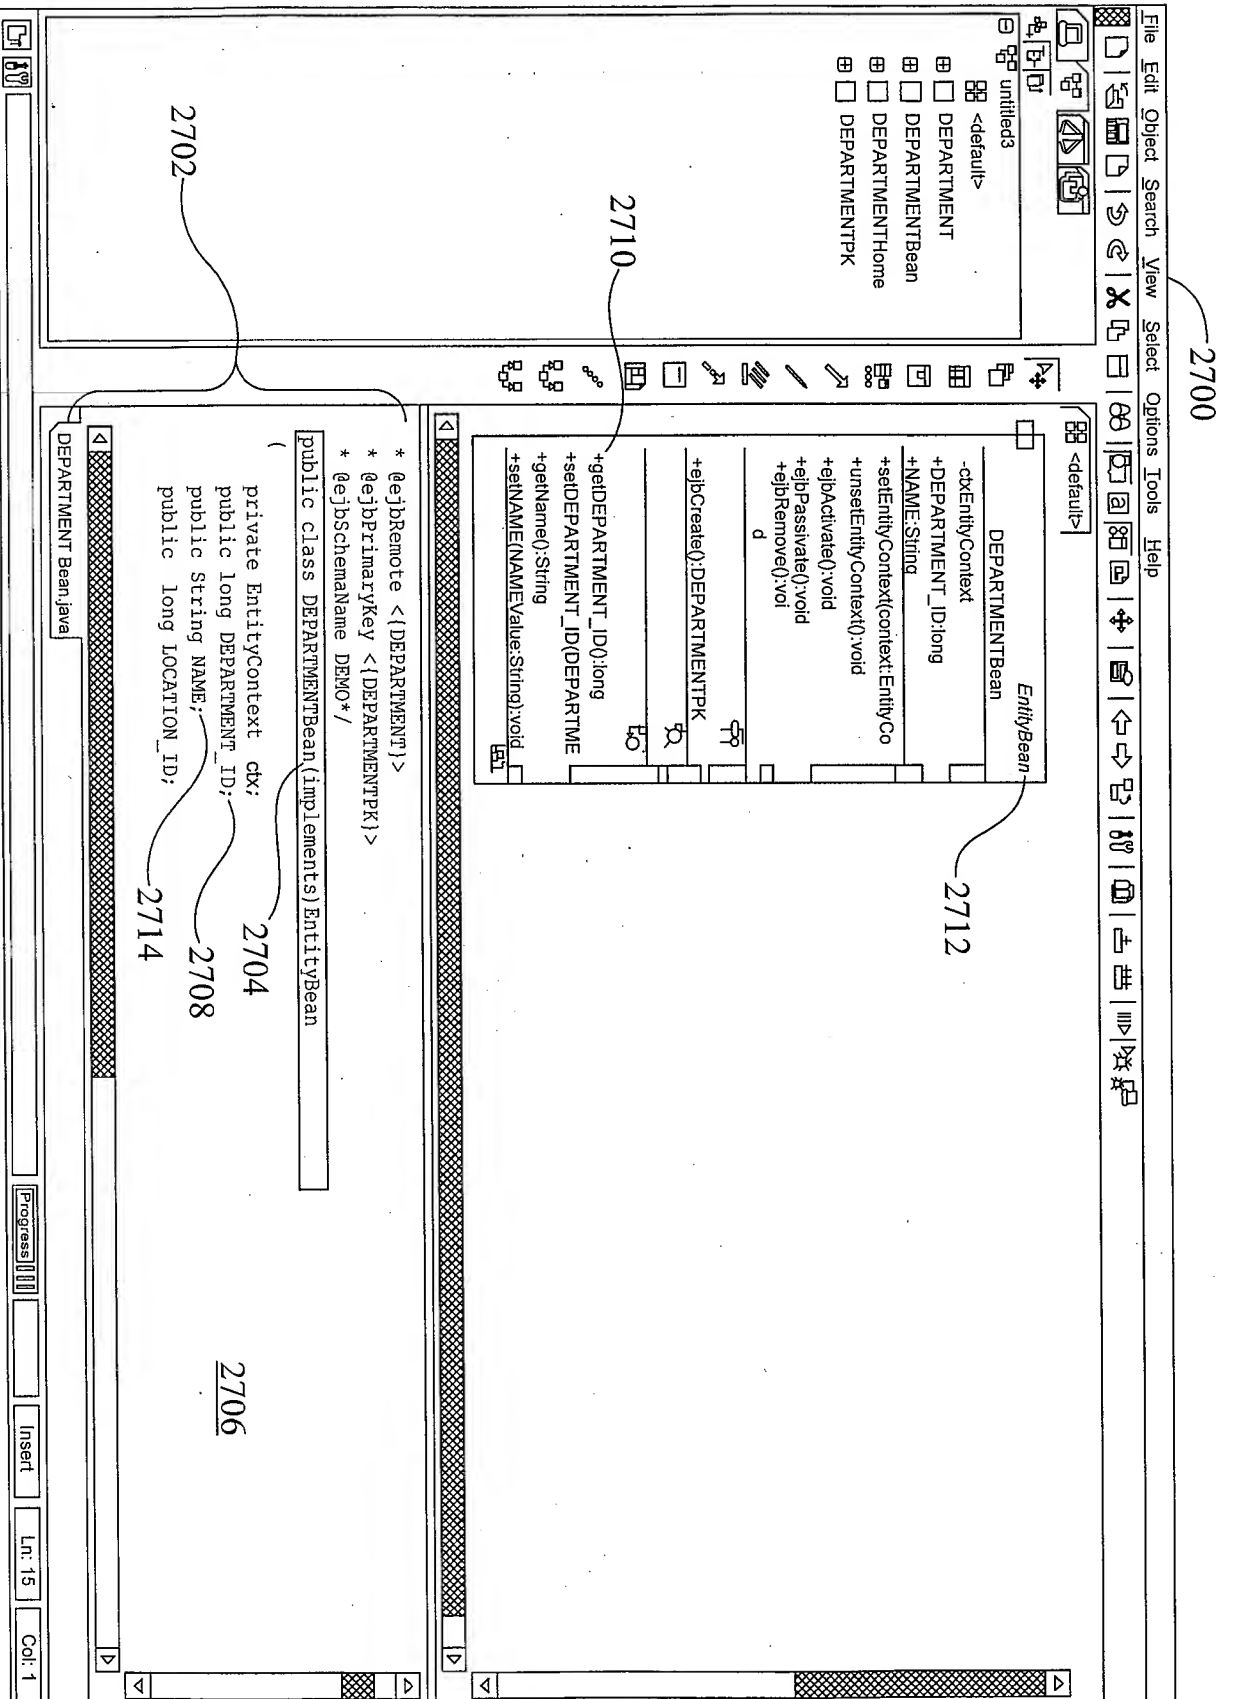 2700
File Edit Object Search View Select Options Tools Help
untitled3
<default>
DEPARTMENT
DEPARTMENTBean
DEPARTMENTHome
DEPARTMENTPK
<default>
EntityBean
2712
DEPARTMENTBean
-ctxEntityContext
+DEPARTMENT_ID:long
+NAME:String
+setEntityContext(context:EntityCo
+unsetEntityContext():void
+ejbActivate():void
+ejbPassivate():void
+ejbRemove():voi
d
+ejbCreate():DEPARTMENTPK
2710
+getDEPARTMENT_ID():long
+setDEPARTMENT_ID(DEPARTME
+getName():String
+setNAME(NAMEValue:String):void
2702
* @ejbRemote <{DEPARTMENT}>
* @ejbPrimaryKey <{DEPARTMENTPK}>
* @ejbSchemaName DEMO*/
public class DEPARTMENTBean(implements)EntityBean
(
2704
private EntityContext ctx;
public long DEPARTMENT_ID;
2708
public String NAME;
2714
public long LOCATION_ID;
2706
DEPARTMENT Bean.java
Progress
Insert
Ln: 15
Col: 1